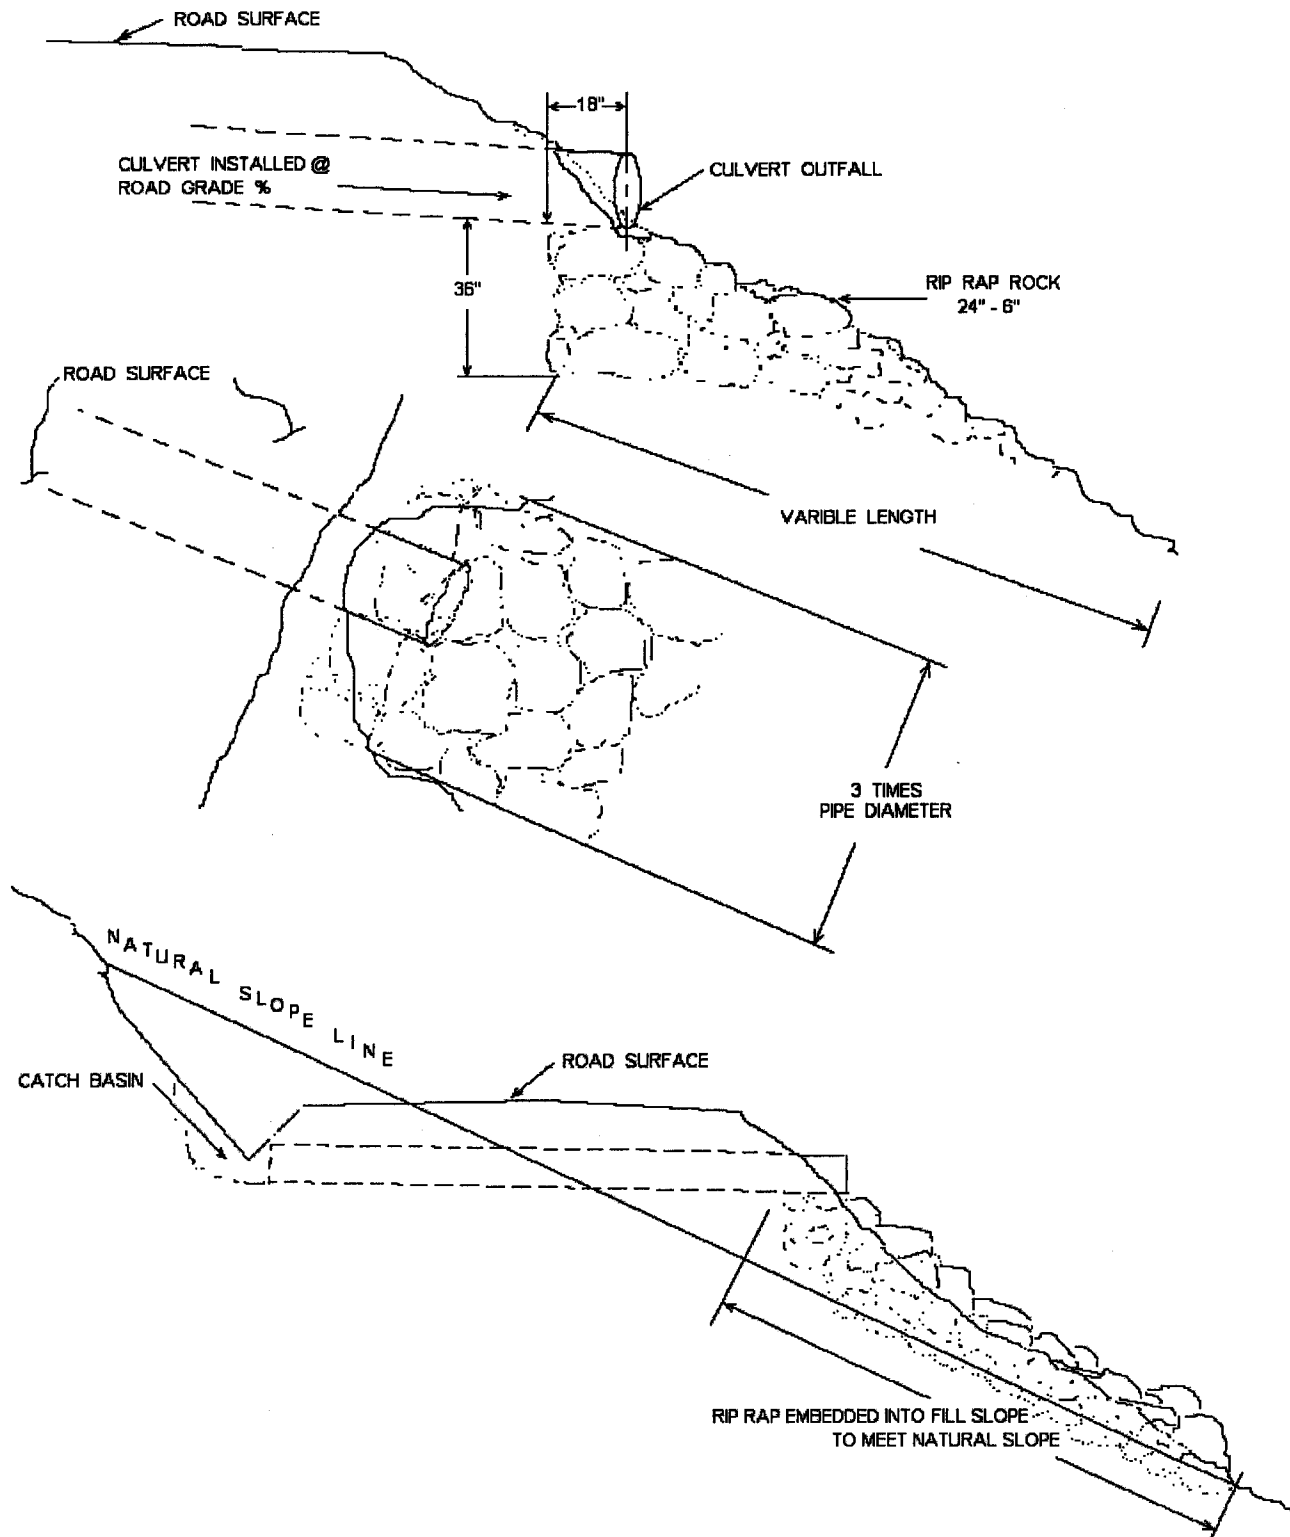 ROAD SURFACE
18"
CULVERT INSTALLED @
ROAD GRADE %
CULVERT OUTFALL
36"
RIP RAP ROCK
24" - 6"
ROAD SURFACE
VARIBLE LENGTH
3 TIMES
PIPE DIAMETER
NATURAL SLOPE LINE
ROAD SURFACE
CATCH BASIN
RIP RAP EMBEDDED INTO FILL SLOPE
TO MEET NATURAL SLOPE